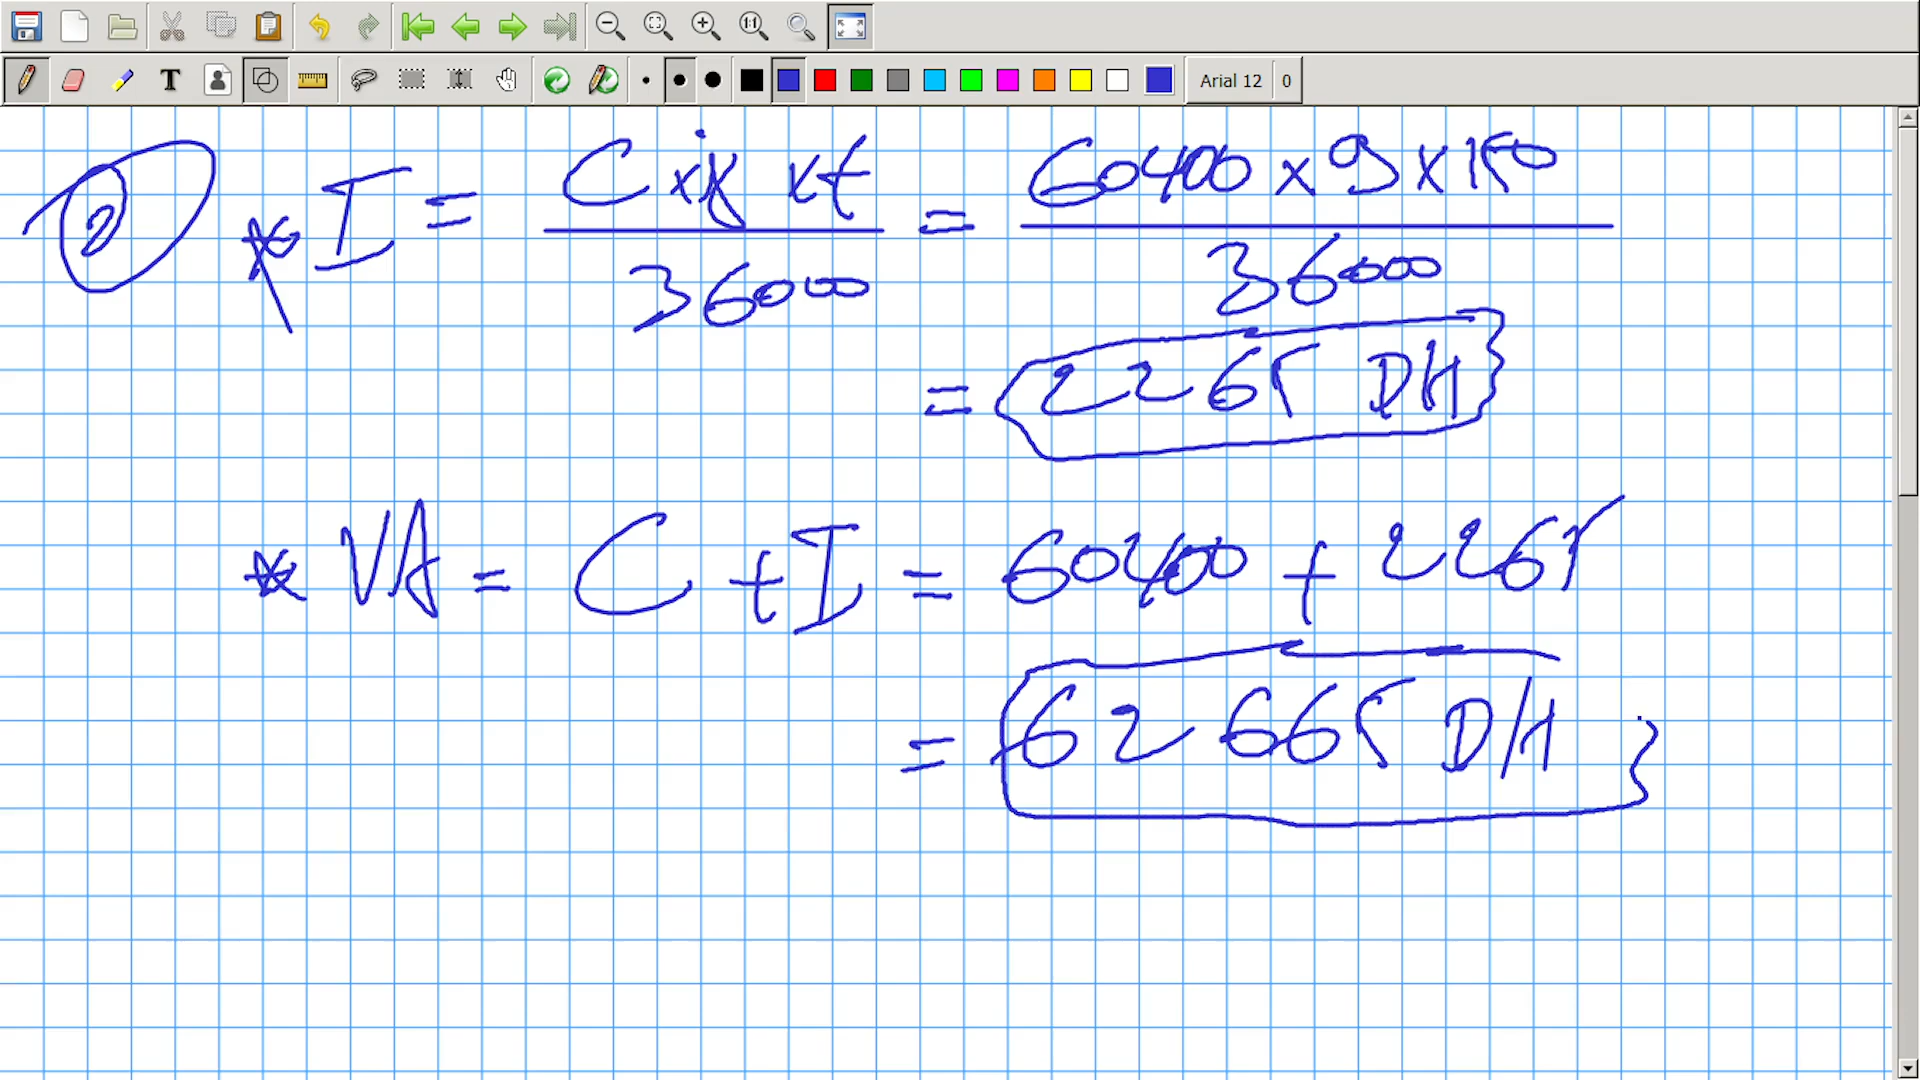 T Arial 12 0
② * I = C x i x t / 36000 = 60400 x 9 x 150 / 36000
= 2265 DH
* VA = C + I = 60400 + 2265
= 62665 DH